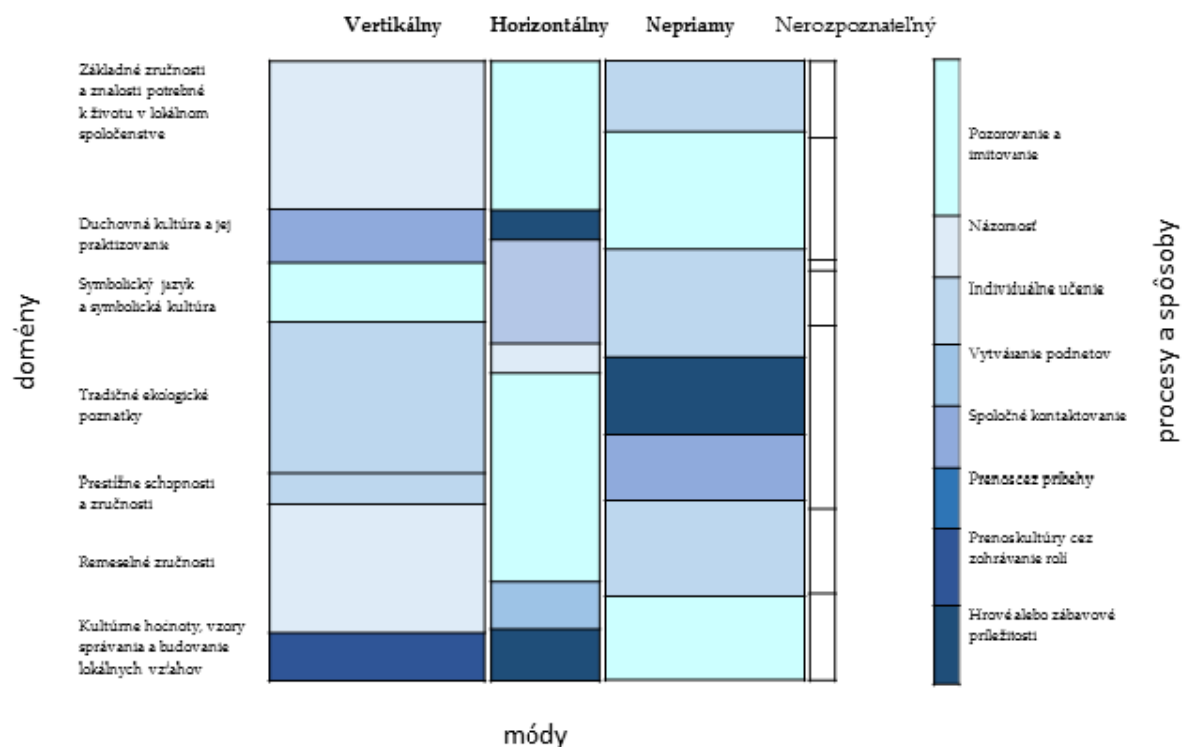 Vertikálny Horizontálny Nepriamy Nerozpoznateľný
Základné zručnosti
a znalosti potrebné
k životu v lokálnom
spoločenstve
Duchovná kultúra a jej
praktizovanie
Symbolický jazyk
a symbolická kultúra
Tradičné ekologické
poznatky
Prestížne schopnosti
a zručnosti
Remeselné zručnosti
Kultúrne hodnoty, vzory
správania a budovanie
lokálnych vzťahov
domény
módy
Pozorovanie a
imitovanie
Názornosť
Individuálne učenie
Vytváranie podnetov
Spoločné kontaktovanie
Prenos cez príbehy
Prenos kultúry cez
zohrávanie rolí
Hrové alebo zábavové
príležitosti
procesy a spôsoby